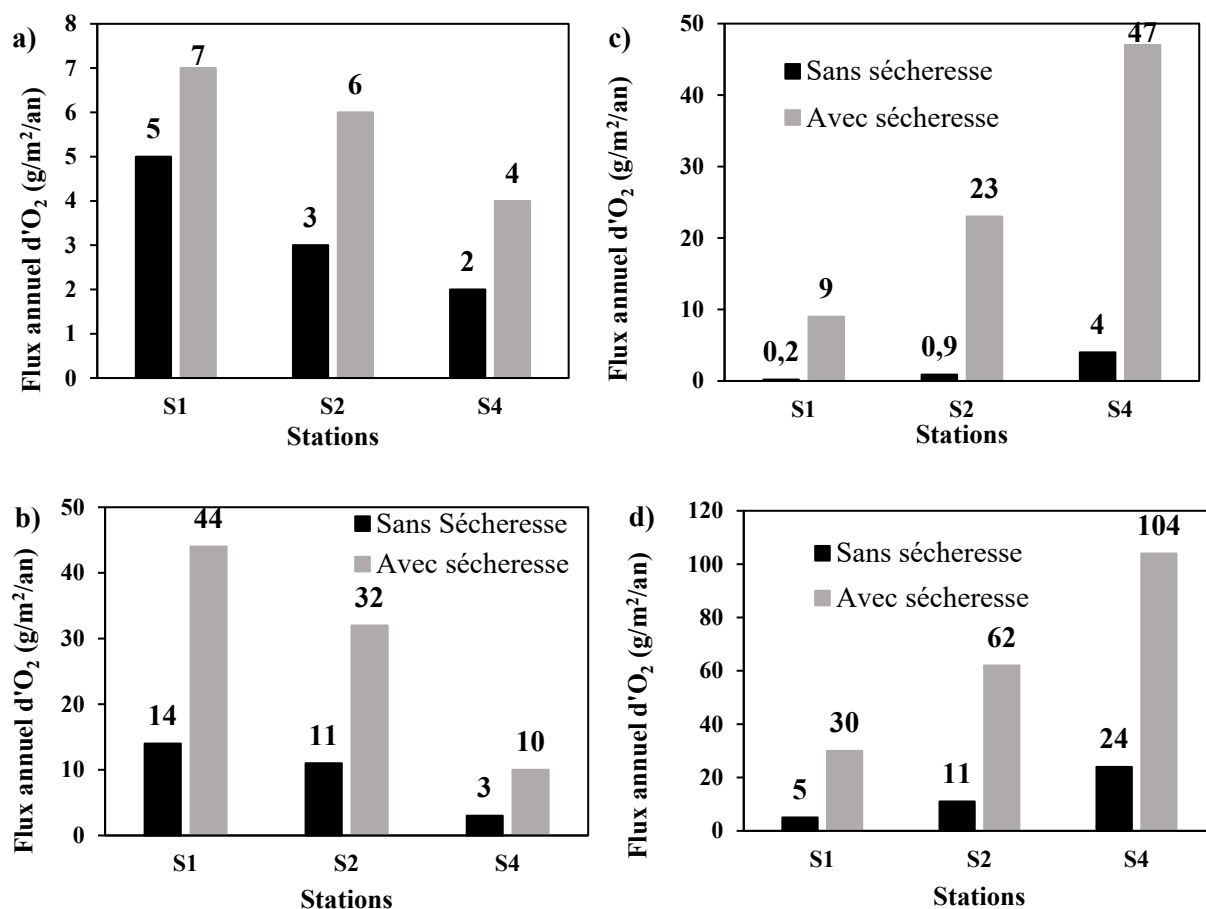 a)
Flux annuel d'O₂ (g/m²/an)
8
7
6
5
4
3
2
1
0
5
7
3
6
2
4
S1
S2
S4
Stations
c)
Flux annuel d'O₂ (g/m²/an)
50
40
30
20
10
0
Sans sécheresse
Avec sécheresse
0,2
9
0,9
23
4
47
S1
S2
S4
Stations
b)
Flux annuel d'O₂ (g/m²/an)
50
40
30
20
10
0
Sans Sécheresse
Avec sécheresse
14
44
11
32
3
10
S1
S2
S4
Stations
d)
Flux annuel d'O₂ (g/m²/an)
120
100
80
60
40
20
0
Sans sécheresse
Avec sécheresse
5
30
11
62
24
104
S1
S2
S4
Stations